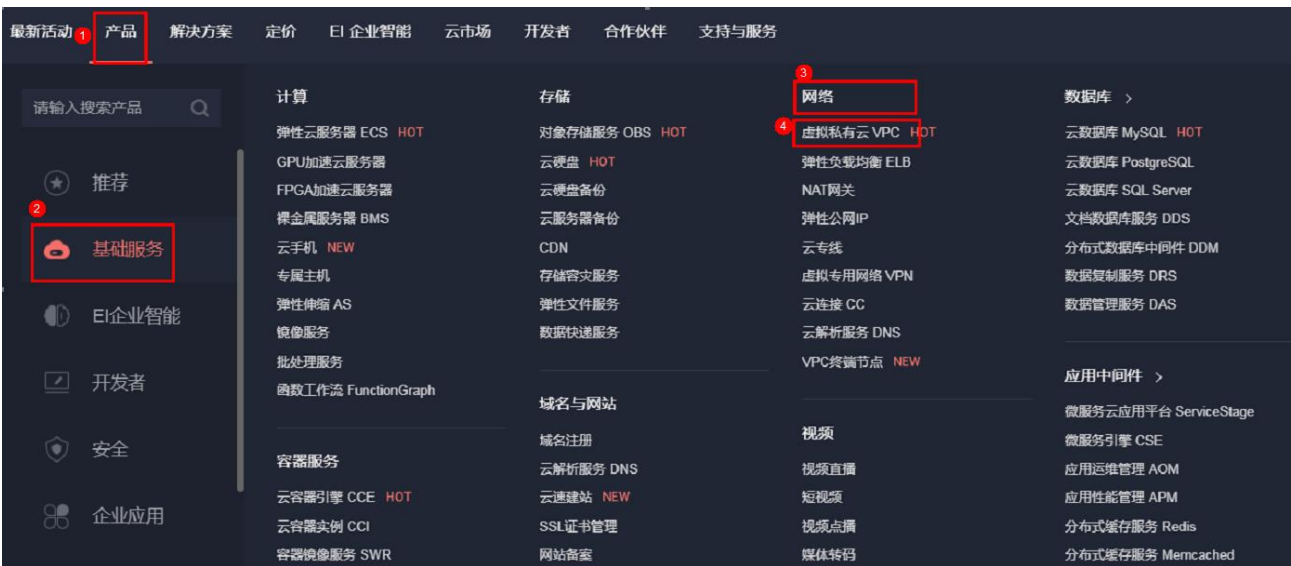 最新活动 1 产品 解决方案 定价 EI 企业智能 云市场 开发者 合作伙伴 支持与服务
请输入搜索产品
推荐
2
基础服务
EI企业智能
开发者
安全
企业应用
计算
弹性云服务器 ECS HOT
GPU加速云服务器
FPGA加速云服务器
裸金属服务器 BMS
云手机 NEW
专属主机
弹性伸缩 AS
镜像服务
批处理服务
函数工作流 FunctionGraph
容器服务
云容器引擎 CCE HOT
云容器实例 CCI
容器镜像服务 SWR
存储
对象存储服务 OBS HOT
云硬盘 HOT
云硬盘备份
云服务器备份
CDN
存储容灾服务
弹性文件服务
数据快递服务
域名与网站
域名注册
云解析服务 DNS
云速建站 NEW
SSL证书管理
网站备案
3
网络
4 虚拟私有云 VPC HOT
弹性负载均衡 ELB
NAT网关
弹性公网IP
云专线
虚拟专用网络 VPN
云连接 CC
云解析服务 DNS
VPC终端节点 NEW
视频
视频直播
短视频
视频点播
媒体转码
数据库 >
云数据库 MySQL HOT
云数据库 PostgreSQL
云数据库 SQL Server
文档数据库服务 DDS
分布式数据库中间件 DDM
数据复制服务 DRS
数据管理服务 DAS
应用中间件 >
微服务云应用平台 ServiceStage
微服务引擎 CSE
应用运维管理 AOM
应用性能管理 APM
分布式缓存服务 Redis
分布式缓存服务 Memcached